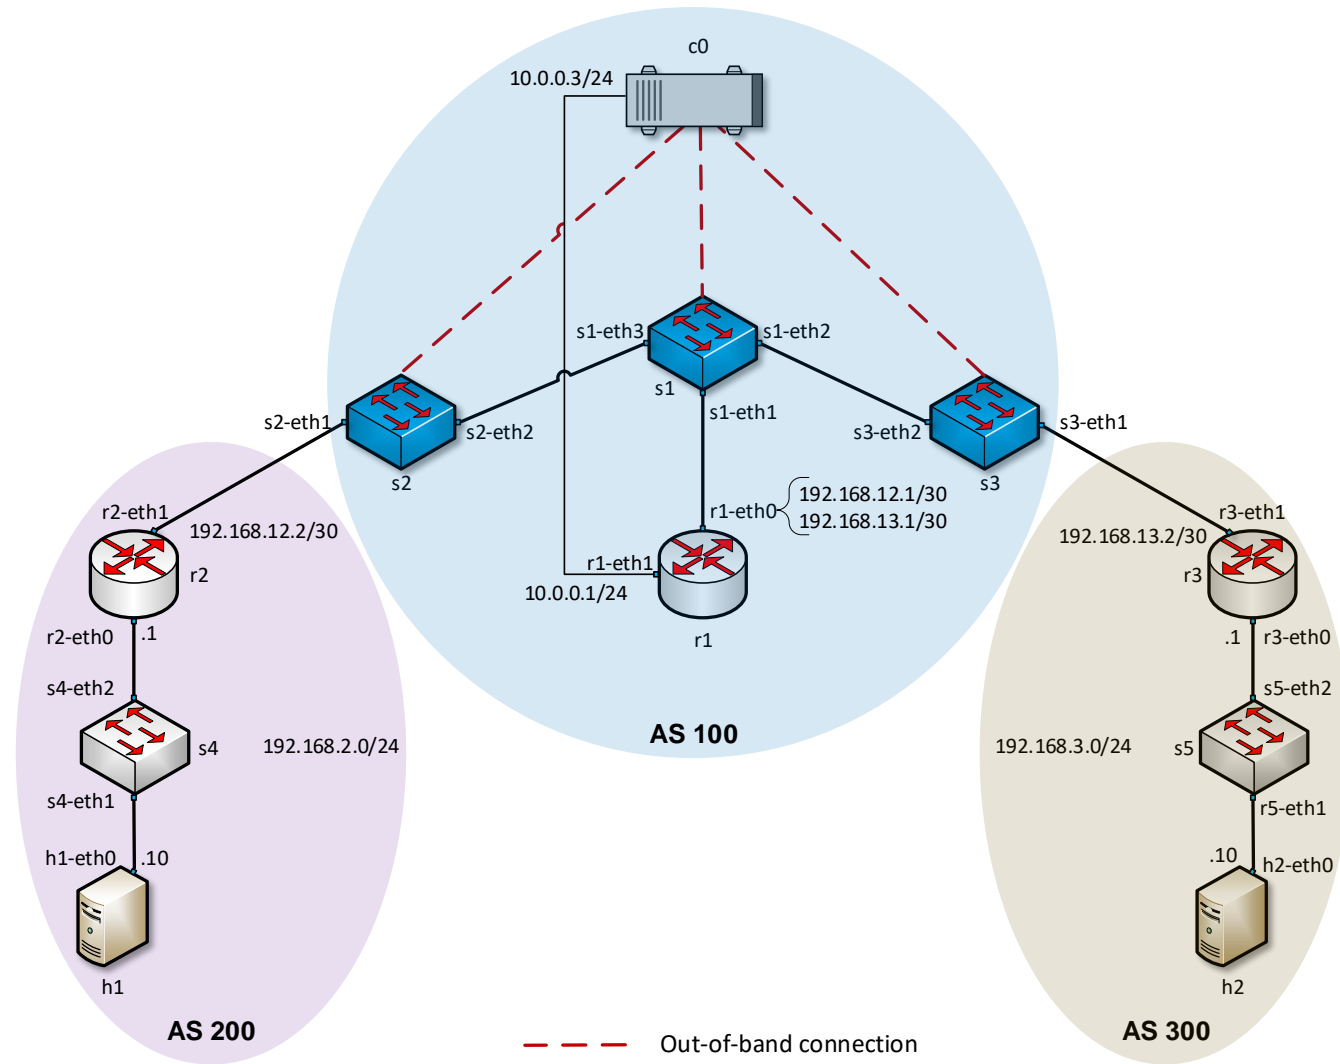 c0
10.0.0.3/24
s1-eth3
s1-eth2
s1
s1-eth1
s2-eth1
s2-eth2
s2
s3-eth2
s3-eth1
s3
r1-eth0
192.168.12.1/30
192.168.13.1/30
r2-eth1
192.168.12.2/30
r2
r1-eth1
10.0.0.1/24
r1
r3-eth1
192.168.13.2/30
r3
r2-eth0
.1
.1
r3-eth0
s4-eth2
s4
192.168.2.0/24
AS 100
192.168.3.0/24
s5-eth2
s5
s4-eth1
r5-eth1
h1-eth0
.10
.10
h2-eth0
h1
h2
AS 200
AS 300
Out-of-band connection